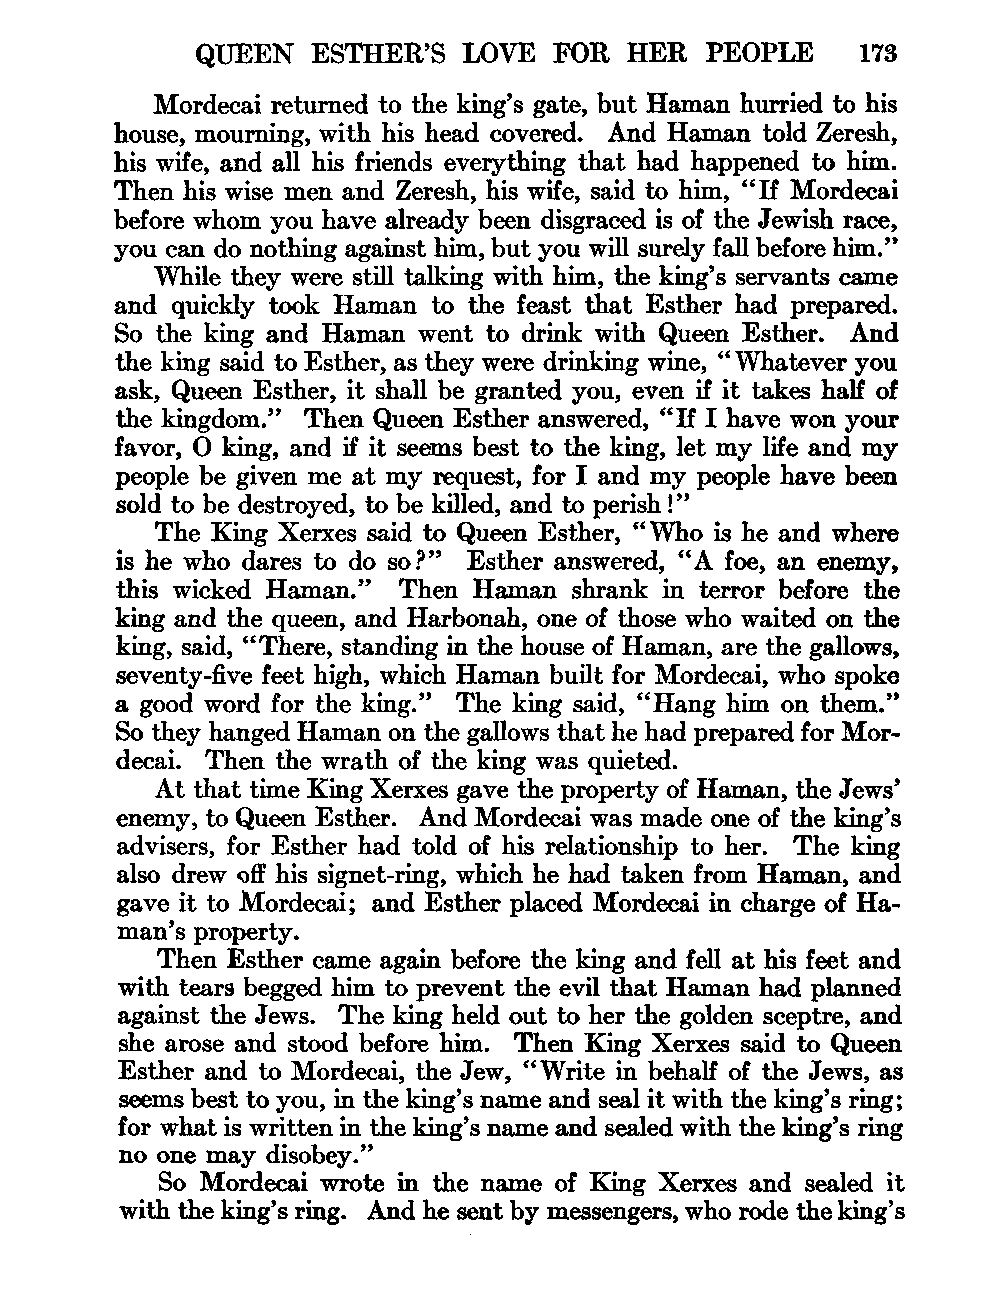 QUEEN ESTHER'S LOVE FOR HER PEOPLE 173
Mordecai returned to the king's gate, but Haman hurried to his
house, mourning, with his head covered. And Haman told Zeresh,
his wife, and all his friends everything that had happened to him.
Then his wise men and Zeresh, his wife, said to him, "If Mordecai
before whom you have already been disgraced is of the Jewish race,
you can do nothing against him, but you will surely fall before him."
While they were still talking with him, the king's servants came
and quickly took Haman to the feast that Esther had prepared.
So the king and Haman went to drink with Queen Esther. And
the king said to Esther, as they were drinking wine, "Whatever you
ask, Queen Esther, it shall be granted you, even if it takes half of
the kingdom." Then Queen Esther answered, "If I have won your
favor, O king, and if it seems best to the king, let my life and my
people be given me at my request, for I and my people have been
sold to be destroyed, to be killed, and to perish!"
The King Xerxes said to Queen Esther, "Who is he and where
is he who dares to do so?" Esther answered, "A foe, an enemy,
this wicked Haman." Then Haman shrank in terror before the
king and the queen, and Harbonah, one of those who waited on the
king, said, "There, standing in the house of Haman, are the gallows,
seventy-five feet high, which Haman built for Mordecai, who spoke
a good word for the king." The king said, "Hang him on them."
So they hanged Haman on the gallows that he had prepared for Mor-
decai. Then the wrath of the king was quieted.
At that time King Xerxes gave the property of Haman, the Jews'
enemy, to Queen Esther. And Mordecai was made one of the king's
advisers, for Esther had told of his relationship to her. The king
also drew off his signet-ring, which he had taken from Haman, and
gave it to Mordecai; and Esther placed Mordecai in charge of Ha-
man's property.
Then Esther came again before the king and fell at his feet and
with tears begged him to prevent the evil that Haman had planned
against the Jews. The king held out to her the golden sceptre, and
she arose and stood before him. Then King Xerxes said to Queen
Esther and to Mordecai, the Jew, "Write in behalf of the Jews, as
seems best to you, in the king's name and seal it with the king's ring;
for what is written in the king's name and sealed with the king's ring
no one may disobey."
So Mordecai wrote in the name of King Xerxes and sealed it
with the king's ring. And he sent by messengers, who rode the king's